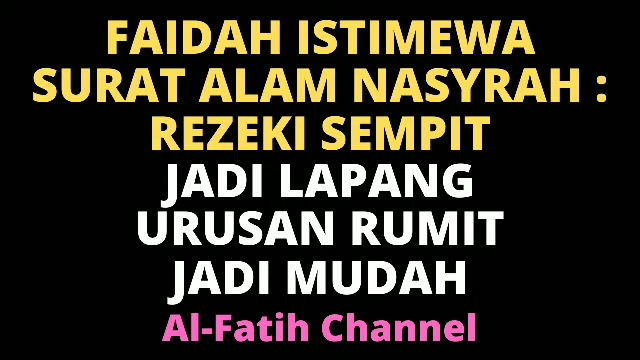 FAIDAH ISTIMEWA
SURAT ALAM NASYRAH :
REZEKI SEMPIT
JADI LAPANG
URUSAN RUMIT
JADI MUDAH
Al-Fatih Channel